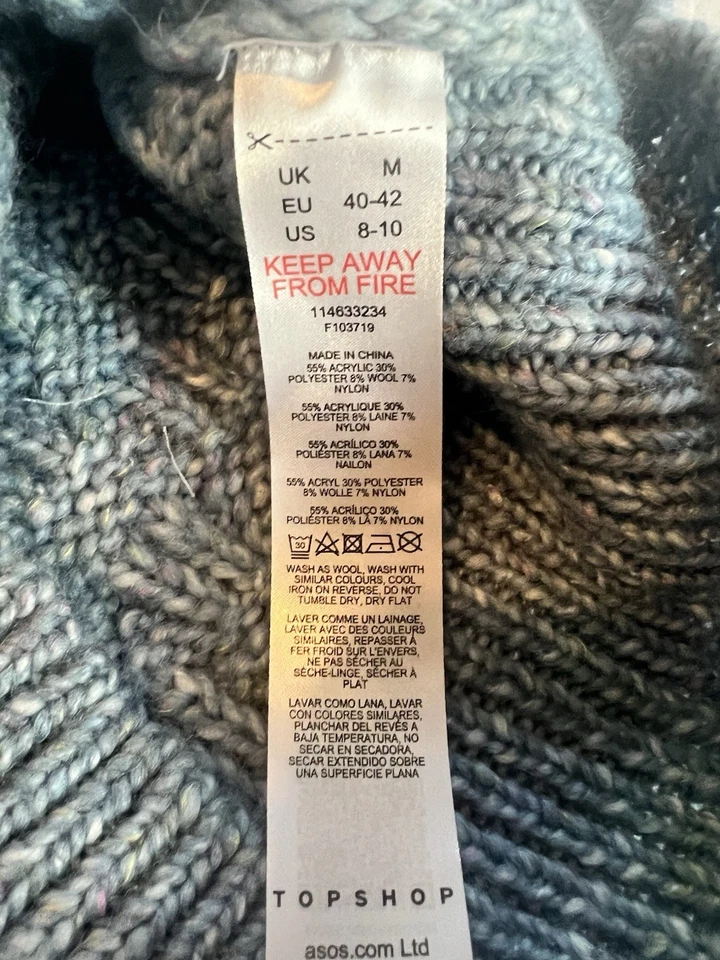 UK M
EU 40-42
US 8-10
KEEP AWAY
FROM FIRE
114633234
F103719
MADE IN CHINA
55% ACRYLIC 30%
POLYESTER 8% WOOL 7%
NYLON
55% ACRYLIQUE 30%
POLYESTER 8% LAINE 7%
NYLON
55% ACRÍLICO 30%
POLIÉSTER 8% LANA 7%
NAILON
55% ACRYL 30% POLYESTER
8% WOLLE 7% NYLON
55% ACRÍLICO 30%
POLIÉSTER 8% LÃ 7% NYLON
30
WASH AS WOOL, WASH WITH
SIMILAR COLOURS, COOL
IRON ON REVERSE, DO NOT
TUMBLE DRY, DRY FLAT
LAVER COMME UN LAINAGE,
LAVER AVEC DES COULEURS
SIMILAIRES, REPASSER À
FER FROID SUR L'ENVERS,
NE PAS SÉCHER AU
SÈCHE-LINGE, SÉCHER À
PLAT
LAVAR COMO LANA, LAVAR
CON COLORES SIMILARES,
PLANCHAR DEL REVÉS A
BAJA TEMPERATURA, NO
SECAR EN SECADORA,
SECAR EXTENDIDO SOBRE
UNA SUPERFICIE PLANA
TOPSHOP
asos.com Ltd